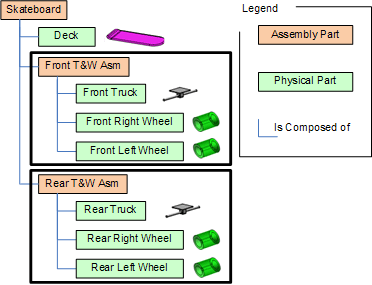 Skateboard
Deck
Front T&W Asm
Front Truck
Front Right Wheel
Front Left Wheel
Rear T&W Asm
Rear Truck
Rear Right Wheel
Rear Left Wheel
Legend
Assembly Part
Physical Part
Is Composed of